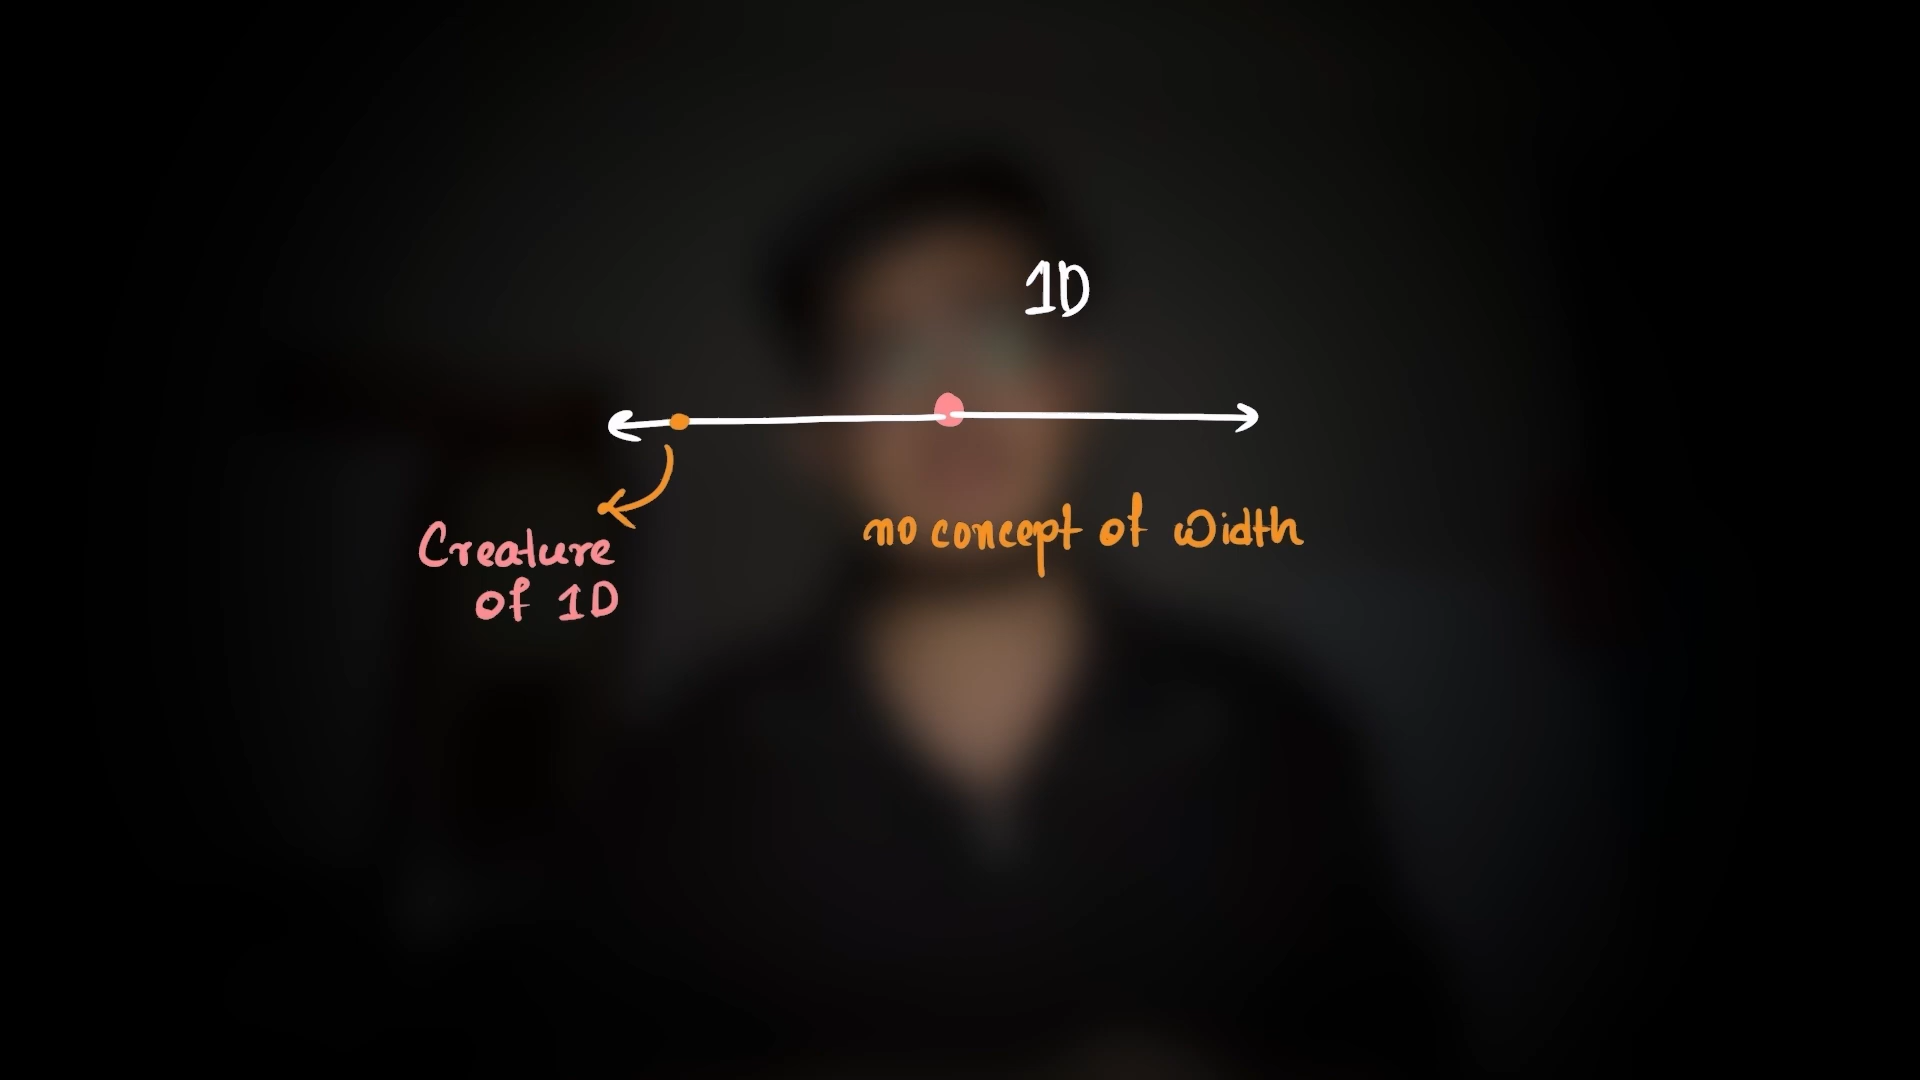 1D
Creature
of 1D
no concept of width